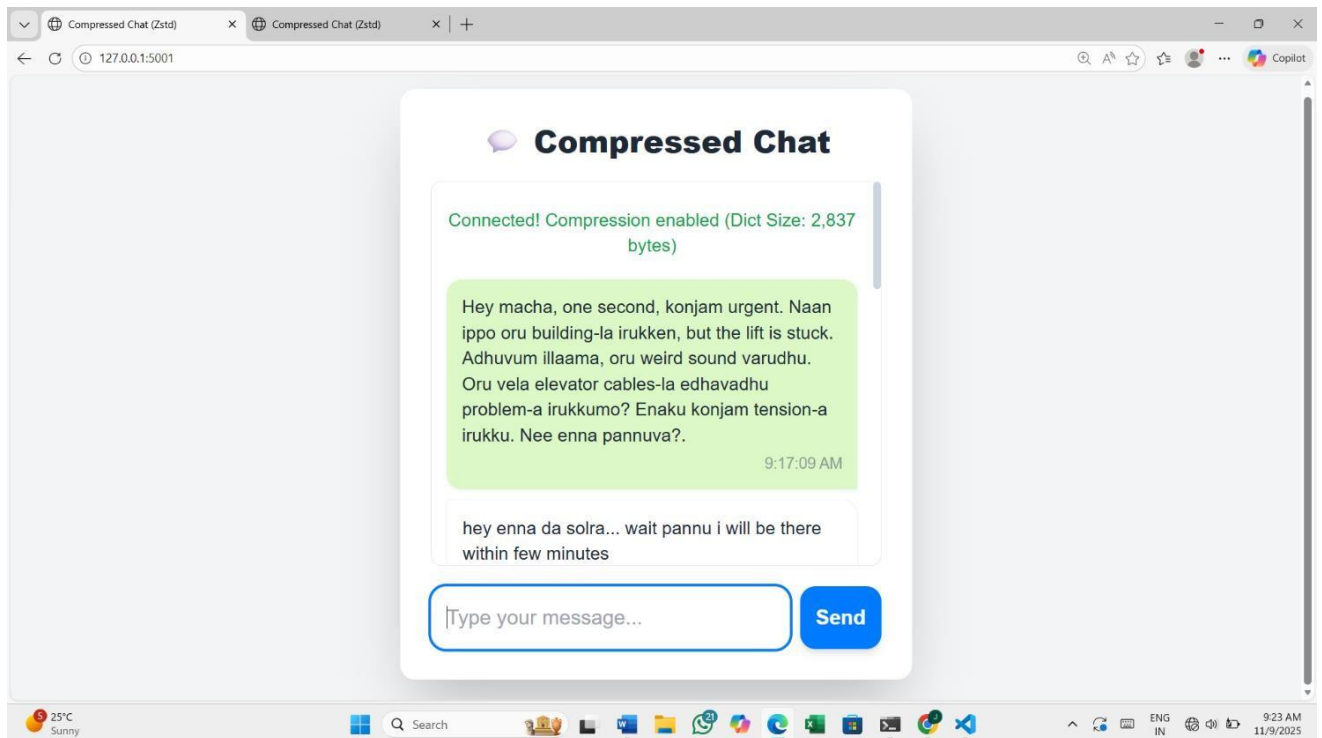 Compressed Chat (Zstd)
Compressed Chat (Zstd)
127.0.0.1:5001
Copilot
Compressed Chat
Connected! Compression enabled (Dict Size: 2,837
bytes)
Hey macha, one second, konjam urgent. Naan
ippo oru building-la irukken, but the lift is stuck.
Adhuvum illaama, oru weird sound varudhu.
Oru vela elevator cables-la edhavadhu
problem-a irukkumo? Enaku konjam tension-a
irukku. Nee enna pannuva?.
9:17:09 AM
hey enna da solra... wait pannu i will be there
within few minutes
Type your message...
Send
5
25°C
Sunny
Search
21
ENG
IN
9:23 AM
11/9/2025